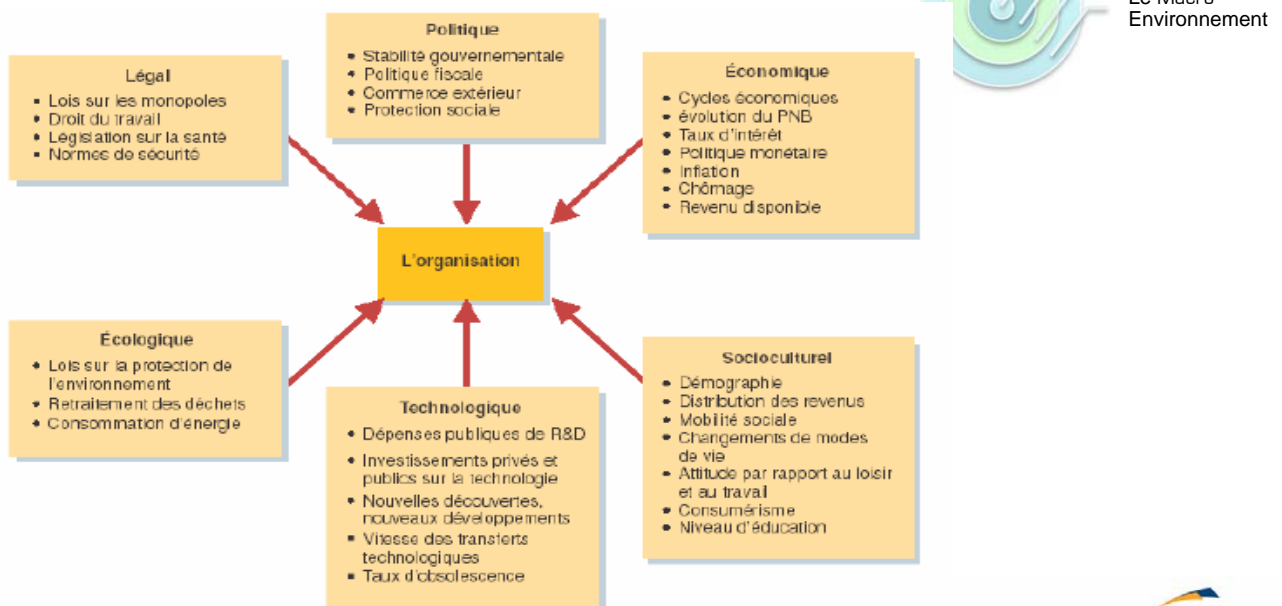 Le Macro
Environnement
Politique
• Stabilité gouvernementale
• Politique fiscale
• Commerce extérieur
• Protection sociale
Légal
▪ Lois sur les monopoles
▪ Droit du travail
▪ Législation sur la santé
▪ Normes de sécurité
Économique
• Cycles économiques
• évolution du PNB
• Taux d'intérêt
• Politique monétaire
• Inflation
• Chômage
• Revenu disponible
L'organisation
Écologique
• Lois sur la protection de
l'environnement
• Retraitement des déchets
• Consommation d'énergie
Technologique
• Dépenses publiques de R&D
• Investissements privés et
publics sur la technologie
• Nouvelles découvertes,
nouveaux développements
▪ Vitesse des transferts
technologiques
▪ Taux d'obsolescence
Socioculturel
• Démographie
• Distribution des revenus
• Mobilité sociale
• Changements de modes
de vie
• Attitude par rapport au loisir
et au travail
• Consumérisme
• Niveau d'éducation